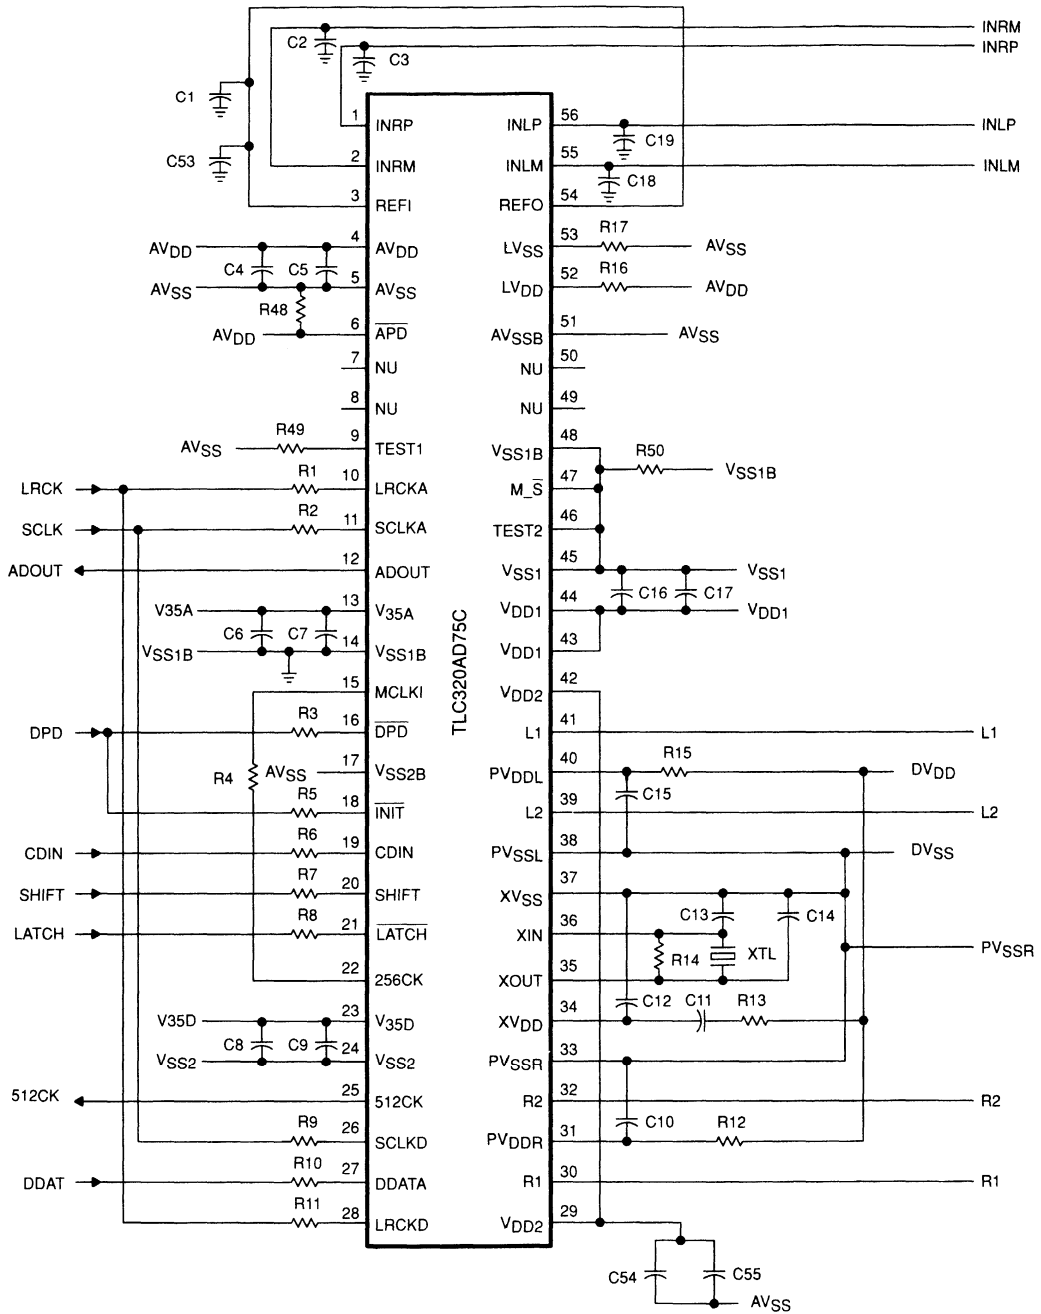 INRM
C2
INRP
C3
C1
1
INRP
INLP
56
INLP
C19
C53
2
INRM
INLM
55
INLM
C18
3
REFI
REFO
54
AVDD
4
AVDD
LVSS
53
R17
AVSS
C4
C5
AVSS
5
AVSS
LVDD
52
R16
AVDD
R48
AVDD
6
APD
AVSSB
51
AVSS
7
NU
NU
50
8
NU
NU
49
AVSS
R49
9
TEST1
VSS1B
48
R50
VSS1B
LRCK
R1
10
LRCKA
M_S
47
SCLK
R2
11
SCLKA
TEST2
46
ADOUT
12
ADOUT
VSS1
45
VSS1
C16
C17
V35A
13
V35A
VDD1
44
VDD1
C6
C7
VSS1B
14
VSS1B
VDD1
43
TLC320AD75C
15
MCLKI
VDD2
42
DPD
R3
16
DPD
L1
41
L1
R4
AVSS
17
VSS2B
PVDDL
40
R15
DVDD
C15
R5
18
INIT
L2
39
L2
CDIN
R6
19
CDIN
PVSSL
38
DVSS
SHIFT
R7
20
SHIFT
XVSS
37
C13
C14
LATCH
R8
21
LATCH
XIN
36
R14
XTL
PVSSR
22
256CK
XOUT
35
C12
C11
R13
V35D
23
V35D
XVDD
34
C8
C9
VSS2
24
VSS2
PVSSR
33
512CK
25
512CK
R2
32
R2
C10
R12
R9
26
SCLKD
PVDDR
31
DDAT
R10
27
DDATA
R1
30
R1
R11
28
LRCKD
VDD2
29
C54
C55
AVSS